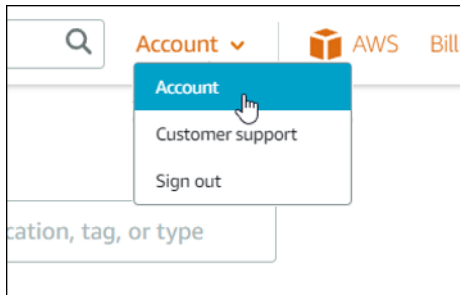 Account AWS Bill
Account
Customer support
Sign out
cation, tag, or type